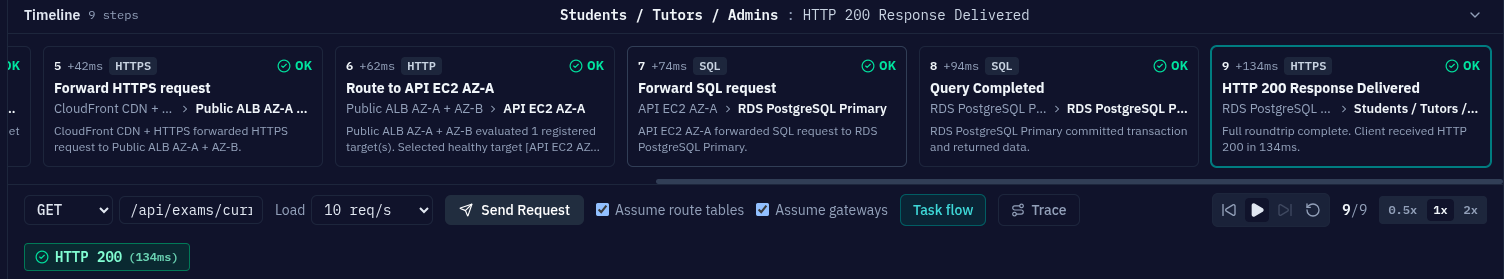 Timeline 9 steps
Students / Tutors / Admins : HTTP 200 Response Delivered
OK
...
et
5 +42ms HTTPS OK
Forward HTTPS request
CloudFront CDN + ... › Public ALB AZ-A ...
CloudFront CDN + HTTPS forwarded HTTPS
request to Public ALB AZ-A + AZ-B.
6 +62ms HTTP OK
Route to API EC2 AZ-A
Public ALB AZ-A + AZ-B › API EC2 AZ-A
Public ALB AZ-A + AZ-B evaluated 1 registered
target(s). Selected healthy target [API EC2 AZ...
7 +74ms SQL OK
Forward SQL request
API EC2 AZ-A › RDS PostgreSQL Primary
API EC2 AZ-A forwarded SQL request to RDS
PostgreSQL Primary.
8 +94ms SQL OK
Query Completed
RDS PostgreSQL P... › RDS PostgreSQL P...
RDS PostgreSQL Primary committed transaction
and returned data.
9 +134ms HTTPS OK
HTTP 200 Response Delivered
RDS PostgreSQL ... › Students / Tutors /...
Full roundtrip complete. Client received HTTP
200 in 134ms.
GET /api/exams/curr Load 10 req/s Send Request Assume route tables Assume gateways Task flow Trace 9/9 0.5x 1x 2x
HTTP 200 (134ms)